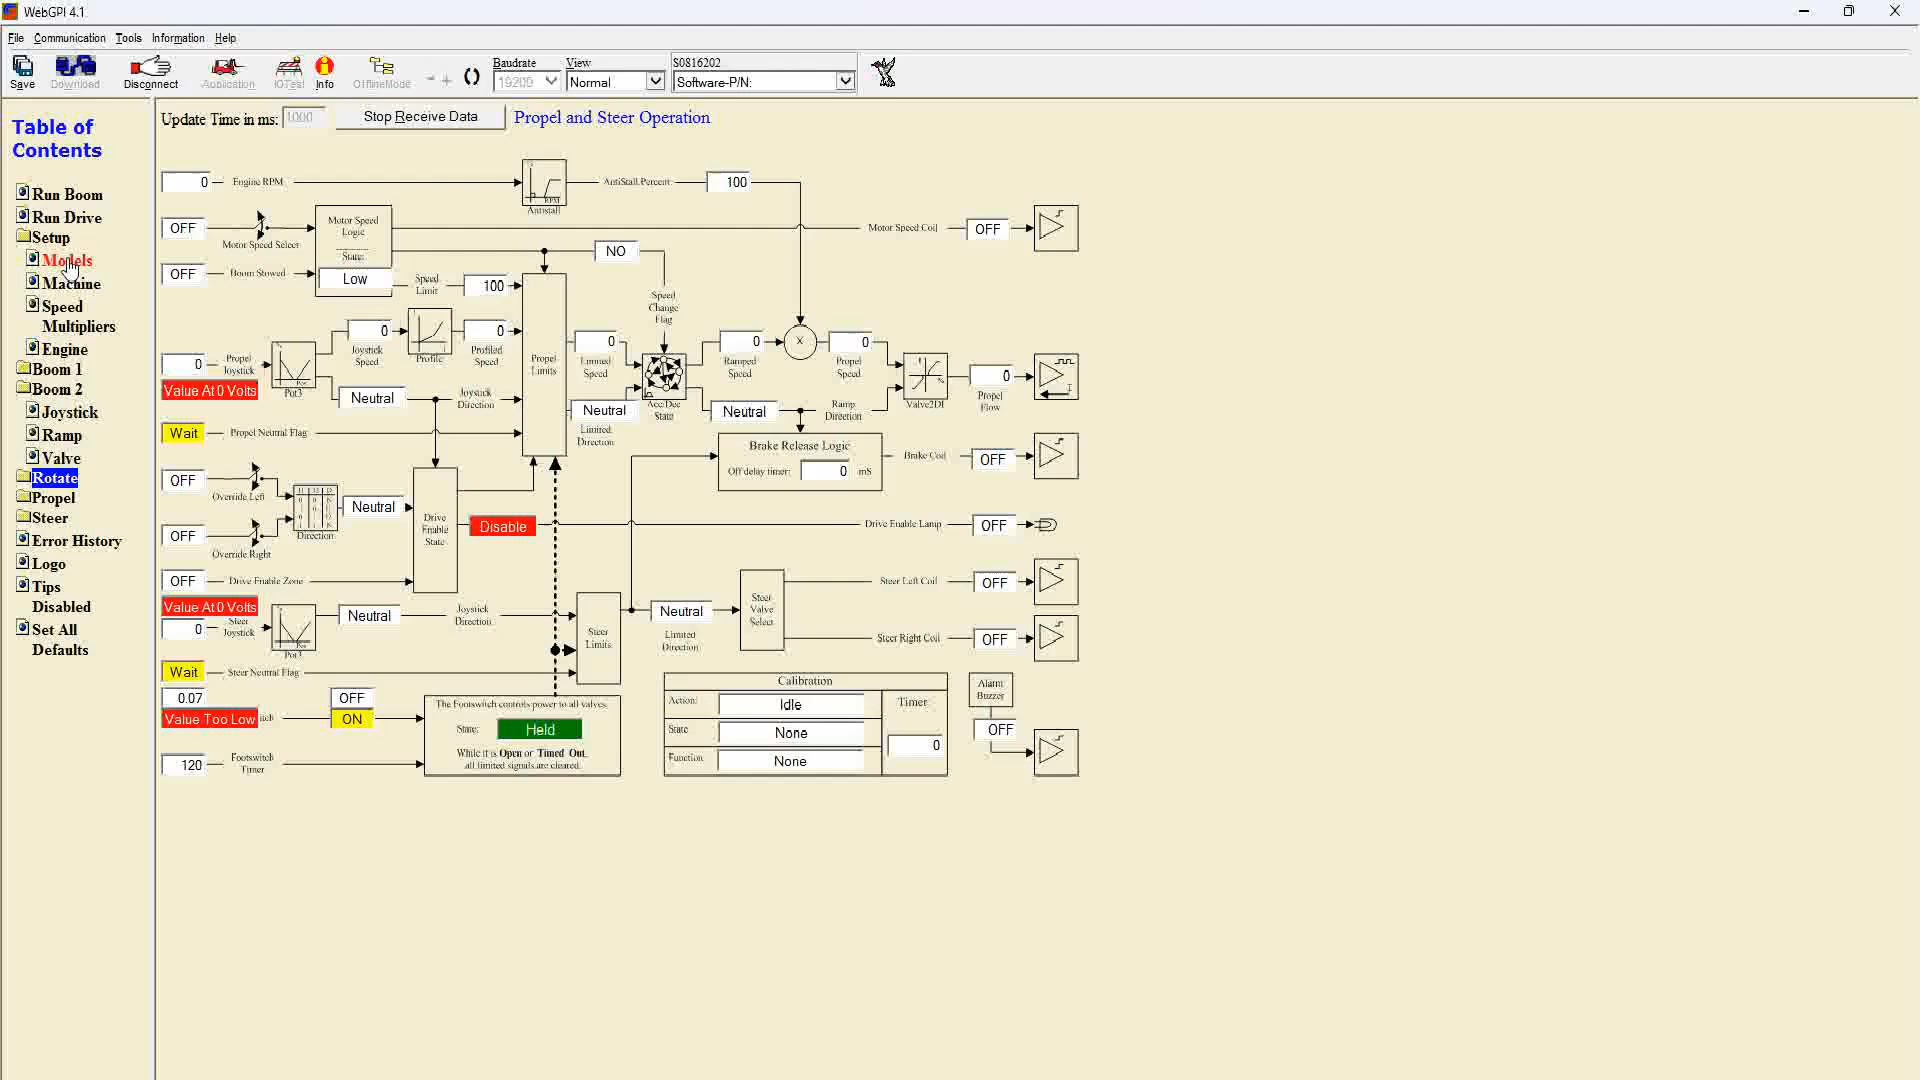 WebGPI 4.1
File Communication Tools Information Help
Save Download Disconnect Application IOTest Info OfflineMode - +
Baudrate
19200
View
Normal
S0816202
Software-P/N:
Table of
Contents
Run Boom
Run Drive
Setup
Models
Machine
Speed
Multipliers
Engine
Boom 1
Boom 2
Joystick
Ramp
Valve
Rotate
Propel
Steer
Error History
Logo
Tips
Disabled
Set All
Defaults
Update Time in ms: 1000 Stop Receive Data Propel and Steer Operation
0 Engine RPM
RPM
Antistall
AntiStall Percent 100
OFF
Motor Speed Select
OFF Boom Stowed
Motor Speed
Logic
State:
Low
NO
Motor Speed Coil OFF
Speed
Limit
100
Speed
Change
Flag
0
Joystick
Speed
Profile
0
Profiled
Speed
0
Propel
Joystick
Value At 0 Volts
Pot3
Neutral
Joystick
Direction
Propel
Limits
0
Limited
Speed
Neutral
Limited
Direction
Acc/Dec
State
0
Ramped
Speed
X
0
Propel
Speed
Neutral
Ramp
Direction
Valve2DI
0
Propel
Flow
I
Wait Propel Neutral Flag
Brake Release Logic
Off delay timer: 0 mS
Brake Coil OFF
OFF
Override Left
OFF
Override Right
Direction
Neutral
Drive
Enable
State
Disable
Drive Enable Lamp OFF
OFF Drive Enable Zone
Value At 0 Volts
0
Steer
Joystick
Pot3
Neutral
Joystick
Direction
Steer
Limits
Neutral
Limited
Direction
Steer
Valve
Select
Steer Left Coil OFF
Steer Right Coil OFF
Wait Steer Neutral Flag
0.07
Value Too Low itch
OFF
ON
120
Footswitch
Timer
The Footswitch controls power to all valves.
State: Held
While it is Open or Timed Out
all limited signals are cleared.
Calibration
Action: Idle
State None
Function: None
Timer
0
Alarm
Buzzer
OFF